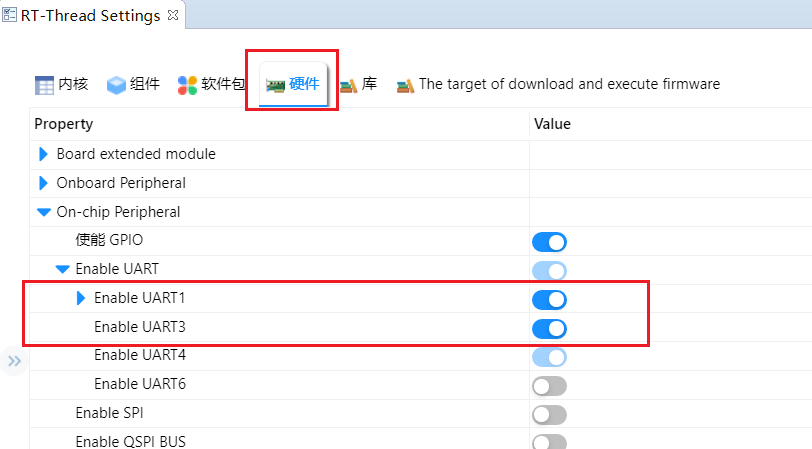 RT-Thread Settings
内核 组件 软件包 硬件 库 The target of download and execute firmware
Property Value
Board extended module
Onboard Peripheral
On-chip Peripheral
使能 GPIO
Enable UART
Enable UART1
Enable UART3
Enable UART4
Enable UART6
Enable SPI
Enable QSPI BUS